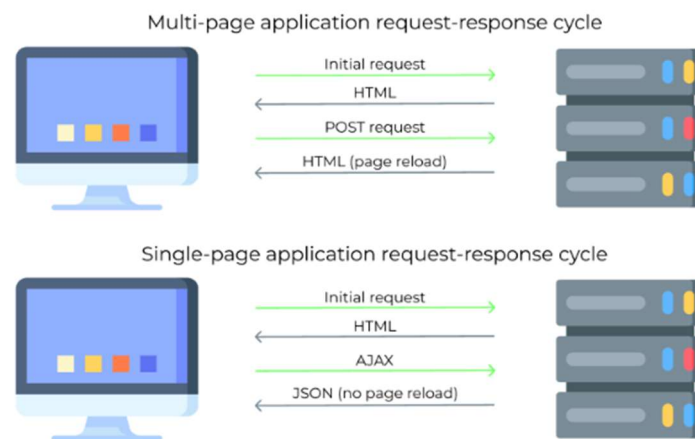 Multi-page application request-response cycle
Initial request
HTML
POST request
HTML (page reload)
Single-page application request-response cycle
Initial request
HTML
AJAX
JSON (no page reload)